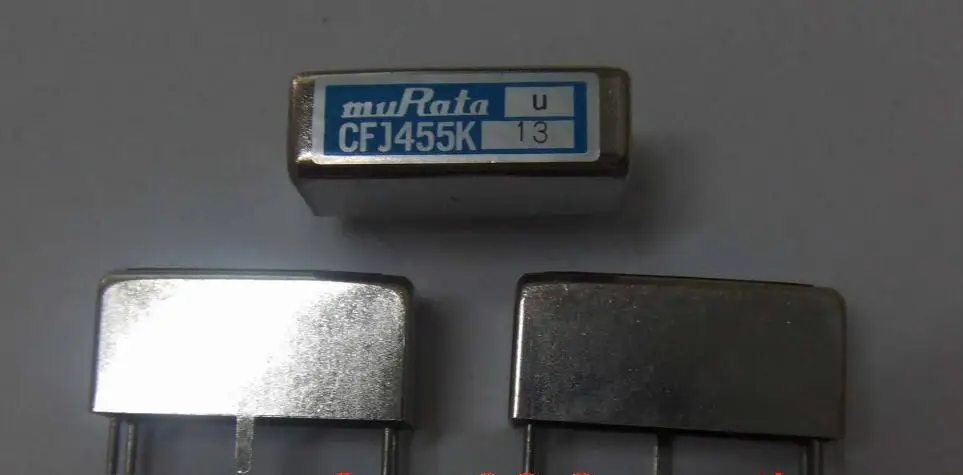 muRata u
CFJ455K 13